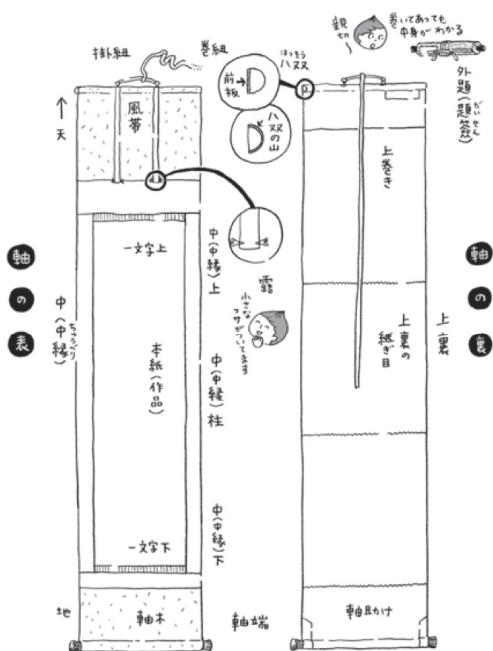 掛紐
巻紐
はっそう
八双
前板
八双の山
↑
天
風帯
軸の表
一文字上
本紙(作品)
一文字下
ちゅうべり
中(中縁)
中(中縁)上
中(中縁)柱
中(中縁)下
露
小さな
フサがついてます
地
軸木
軸端
親切〜
巻いてあっても
中身がわかる
だいせん
外題(題簽)
軸の裏
上巻き
上裏の
継ぎ目
上裏
軸助け